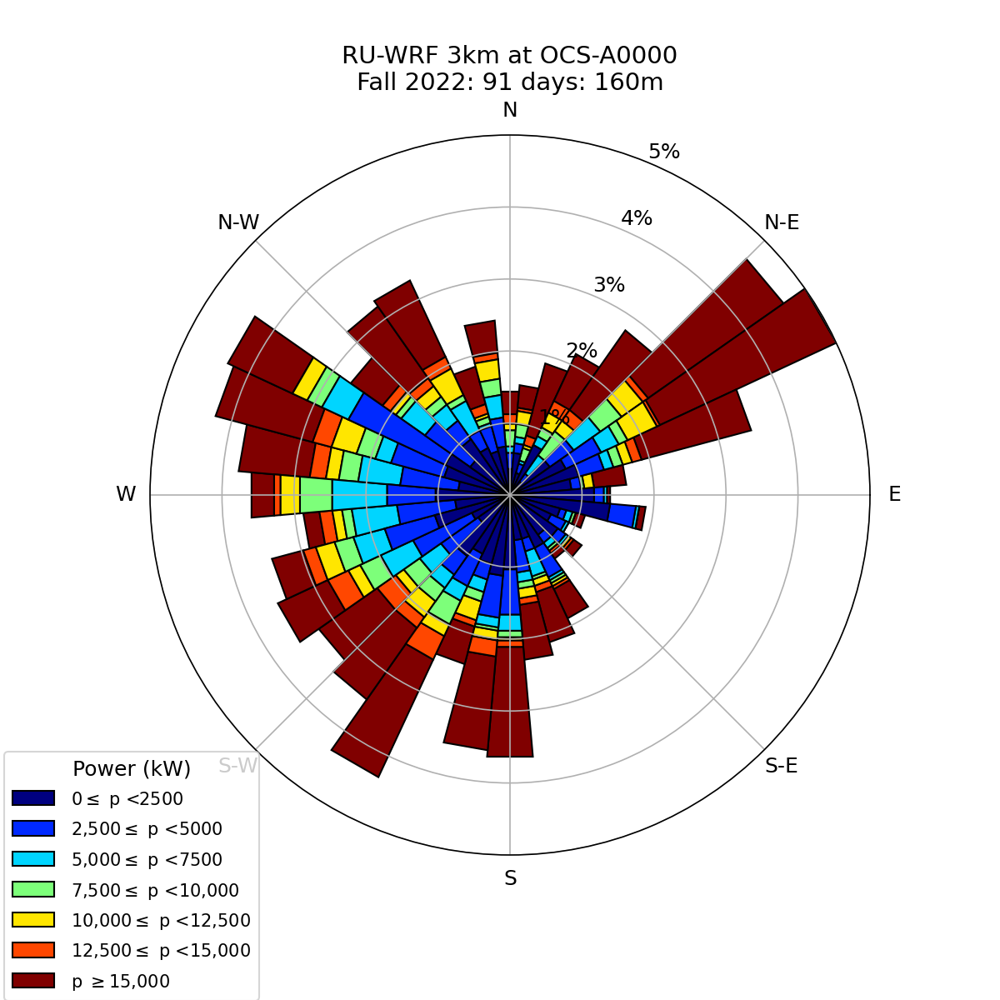 RU-WRF 3km at OCS-A0000
Fall 2022: 91 days: 160m
N
5%
N-W
4%
N-E
3%
2%
1%
W
E
S-W
S-E
S
Power (kW)
0≤ p <2500
2,500≤ p <5000
5,000≤ p <7500
7,500≤ p <10,000
10,000≤ p <12,500
12,500≤ p <15,000
p ≥15,000